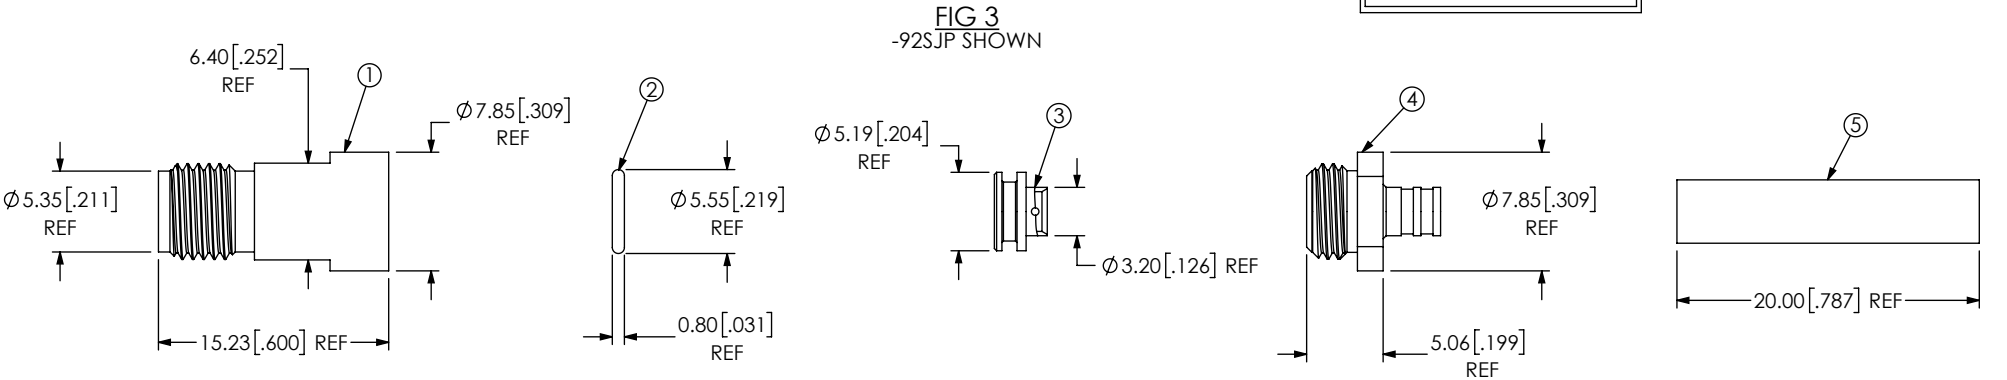 FIG 3
-92SJP SHOWN
6.40[.252]
REF
1
Ø7.85[.309]
REF
Ø5.35[.211]
REF
15.23[.600] REF
2
Ø5.55[.219]
REF
0.80[.031]
REF
Ø5.19[.204]
REF
3
Ø3.20[.126] REF
4
Ø7.85[.309]
REF
5.06[.199]
REF
5
20.00[.787] REF